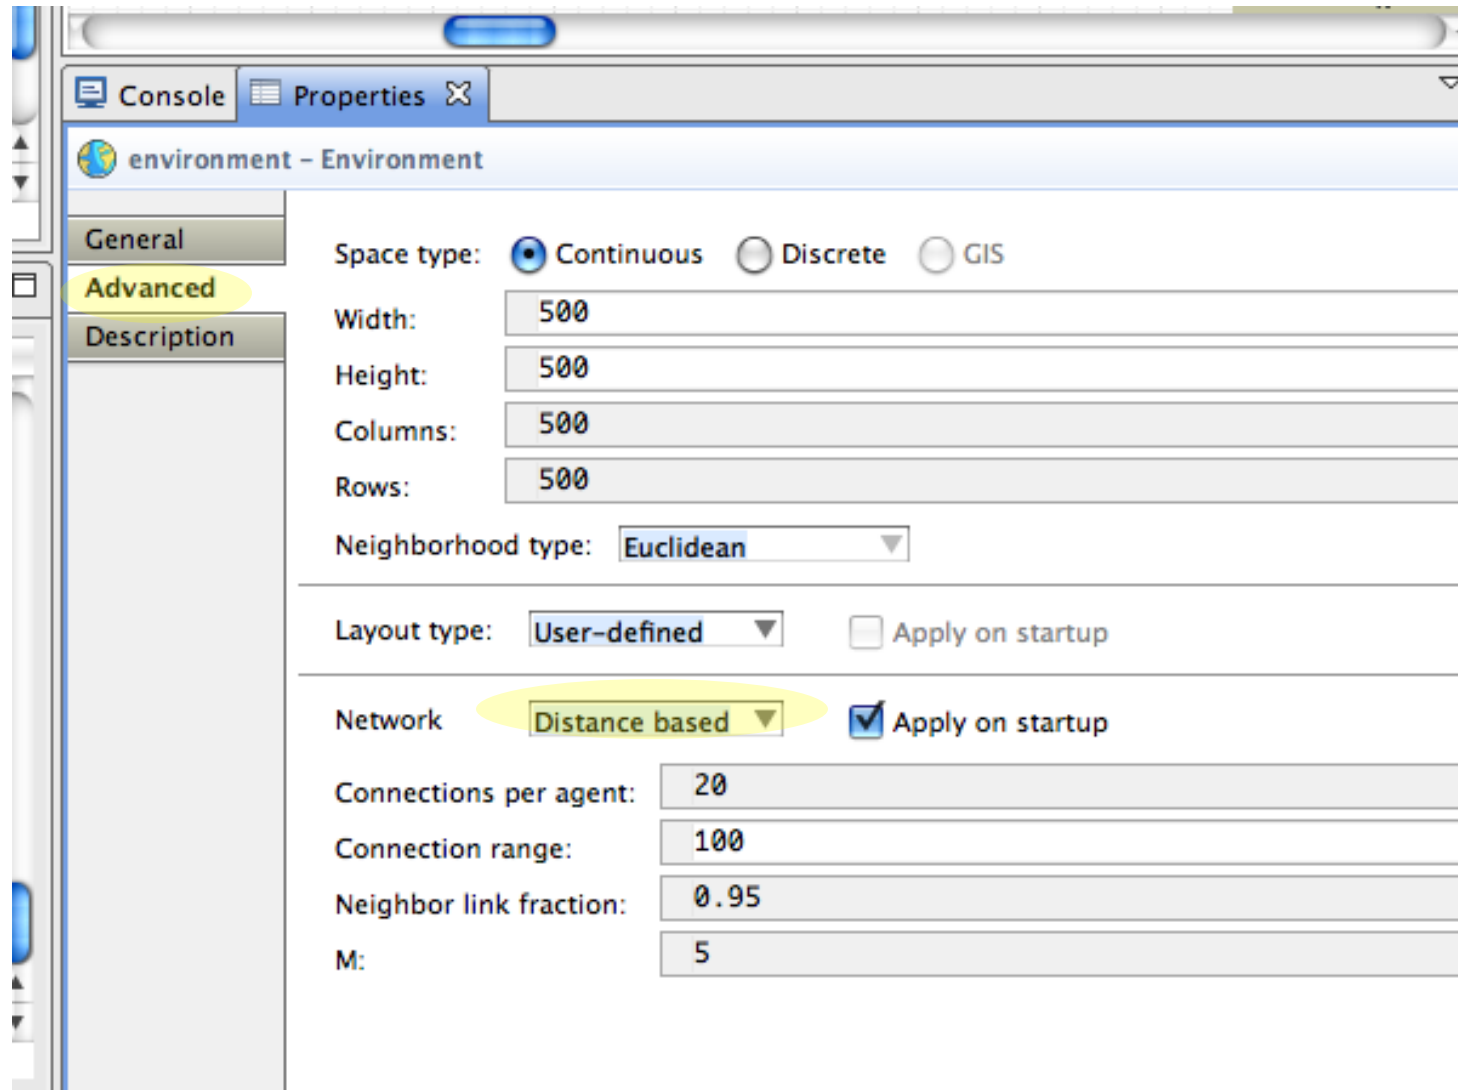 Console Properties
environment – Environment
General
Advanced
Description
Space type: Continuous Discrete GIS
Width: 500
Height: 500
Columns: 500
Rows: 500
Neighborhood type: Euclidean
Layout type: User-defined Apply on startup
Network Distance based Apply on startup
Connections per agent: 20
Connection range: 100
Neighbor link fraction: 0.95
M: 5